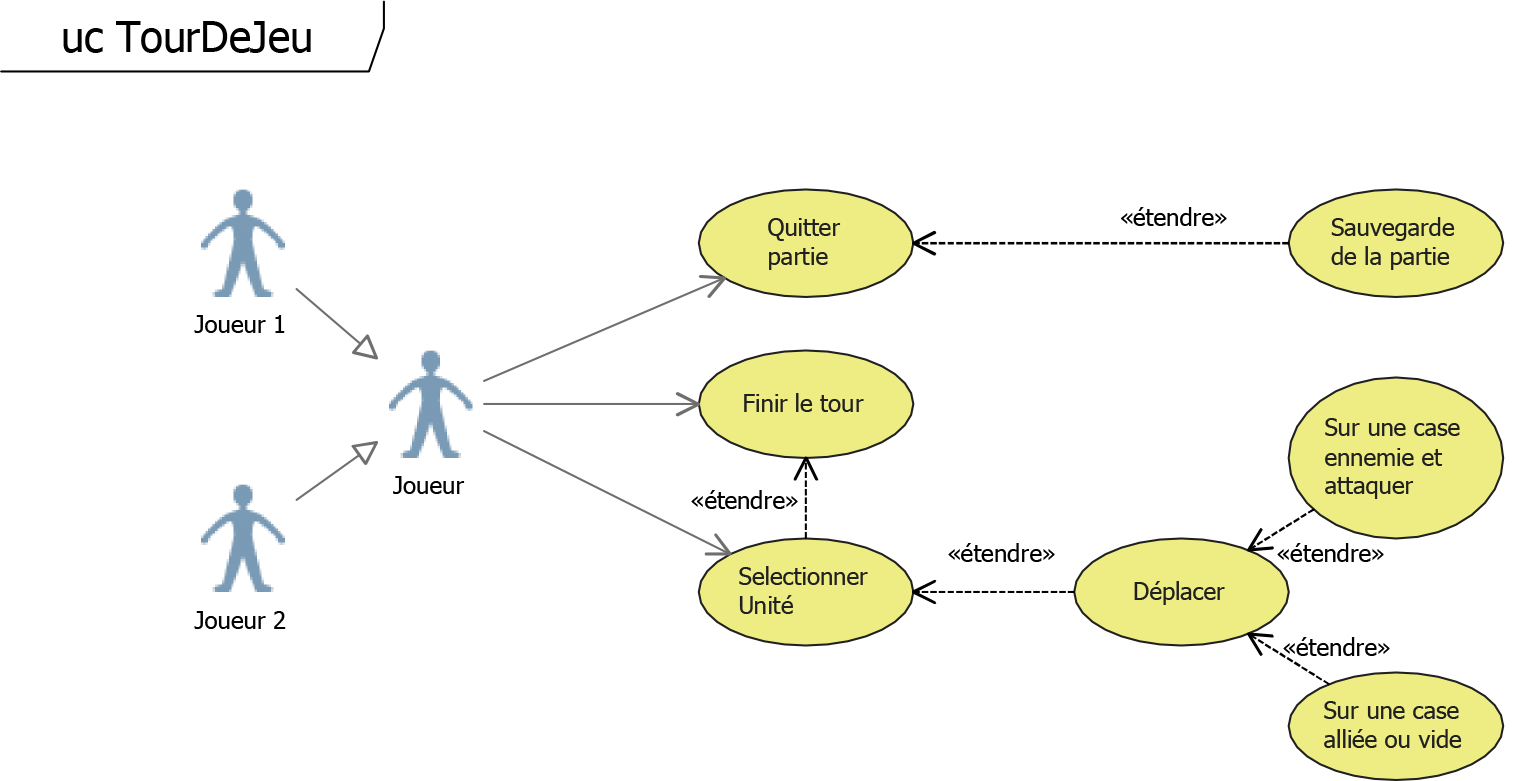 uc TourDeJeu
Quitter
partie
«étendre»
Sauvegarde
de la partie
Joueur 1
Joueur
Joueur 2
Finir le tour
«étendre»
Selectionner
Unité
«étendre»
Déplacer
Sur une case
ennemie et
attaquer
«étendre»
«étendre»
Sur une case
alliée ou vide